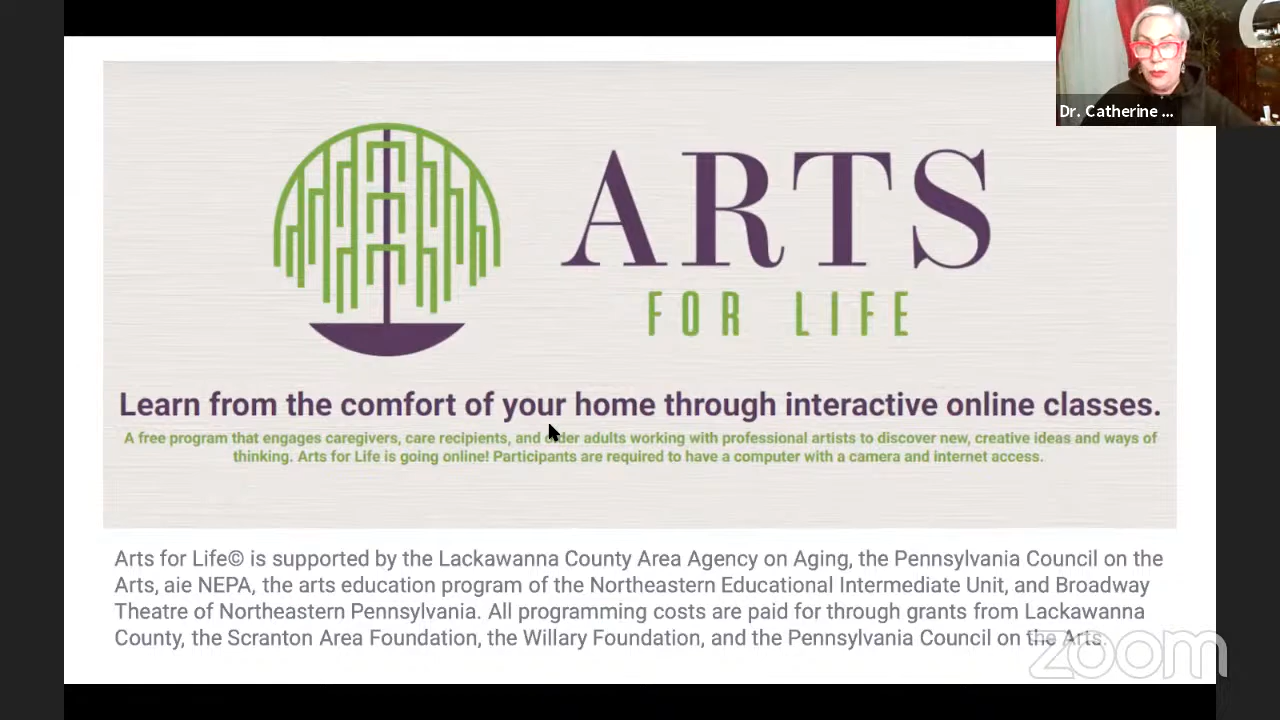 Dr. Catherine ...
ARTS
FOR LIFE
Learn from the comfort of your home through interactive online classes.
A free program that engages caregivers, care recipients, and older adults working with professional artists to discover new, creative ideas and ways of
thinking. Arts for Life is going online! Participants are required to have a computer with a camera and internet access.
Arts for Life© is supported by the Lackawanna County Area Agency on Aging, the Pennsylvania Council on the
Arts, aie NEPA, the arts education program of the Northeastern Educational Intermediate Unit, and Broadway
Theatre of Northeastern Pennsylvania. All programming costs are paid for through grants from Lackawanna
County, the Scranton Area Foundation, the Willary Foundation, and the Pennsylvania Council on the Arts.
zoom